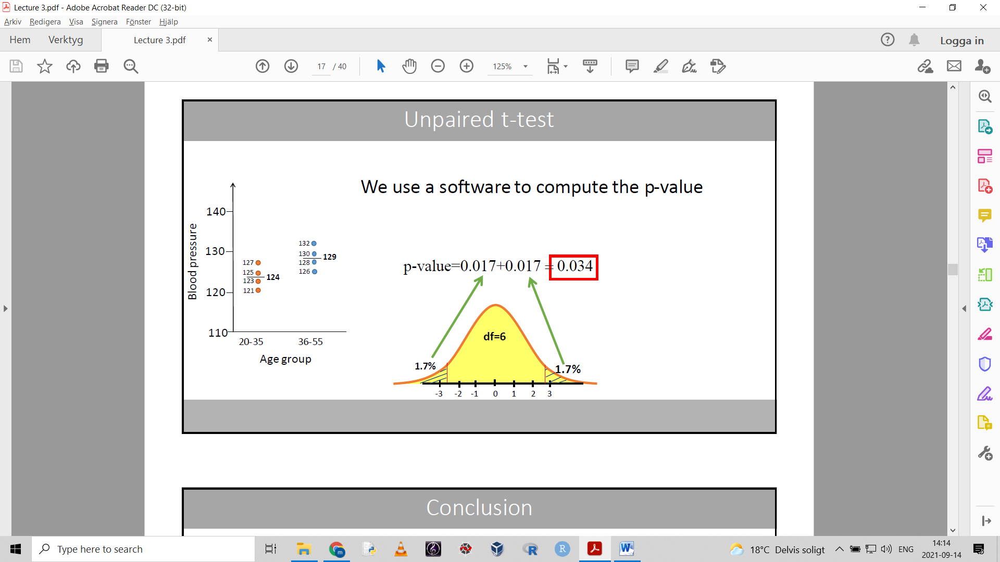 Lecture 3.pdf - Adobe Acrobat Reader DC (32-bit)
Arkiv Redigera Visa Signera Fönster Hjälp
Hem Verktyg Lecture 3.pdf × Logga in
17 / 40 125%
Unpaired t-test
We use a software to compute the p-value
140
130
120
110
Blood pressure
127
125
123
121
124
132
130
128
126
129
20-35 36-55
Age group
p-value=0.017+0.017 = 0.034
df=6
1.7% 1.7%
-3 -2 -1 0 1 2 3
Conclusion
Type here to search
18°C Delvis soligt
ENG
14:14
2021-09-14